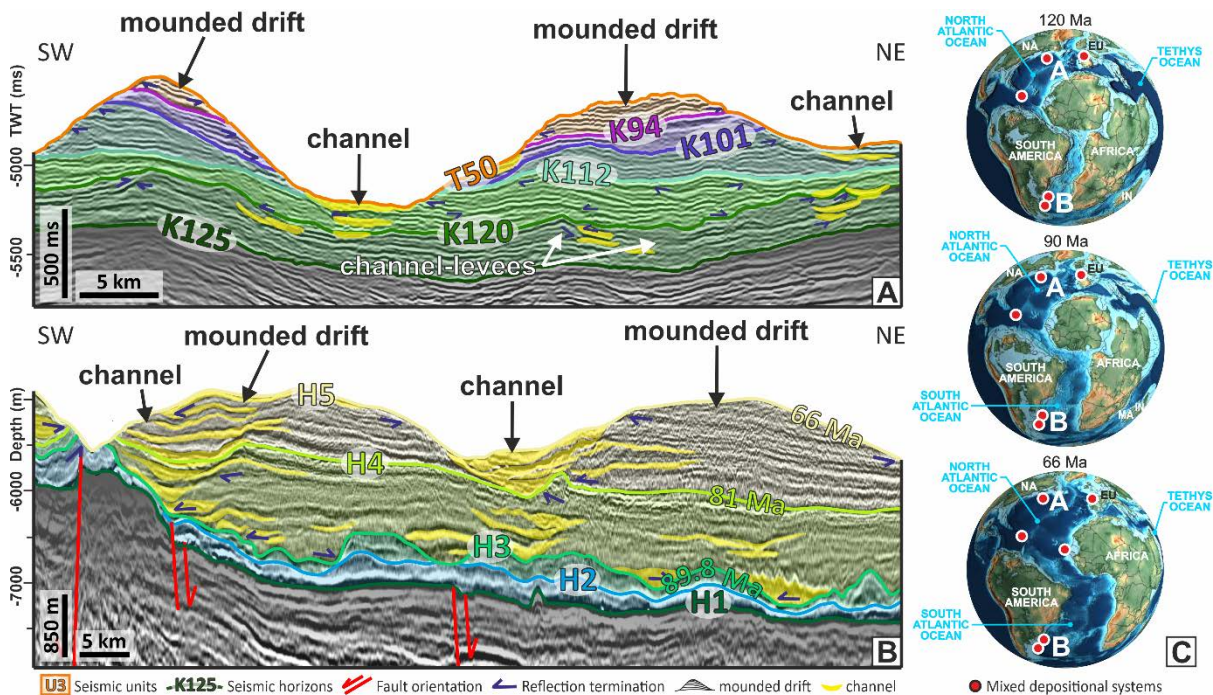 SW
mounded drift
mounded drift
NE
channel
channel
TWT (ms)
-5000
-5500
500 ms
5 km
K94
K101
T50
K112
K120
K125
channel-levees
A
SW
mounded drift
mounded drift
NE
channel
channel
H5
66 Ma
H4
81 Ma
H3
89.8 Ma
H2
H1
Depth (m)
-6000
-7000
850 m
5 km
B
120 Ma
NORTH
ATLANTIC
OCEAN
NA
A
EU
TETHYS
OCEAN
SOUTH
AMERICA
AFRICA
B
IN
90 Ma
NORTH
ATLANTIC
OCEAN
NA
A
EU
TETHYS
OCEAN
SOUTH
AMERICA
AFRICA
SOUTH
ATLANTIC
OCEAN
B
IN
MA
66 Ma
NORTH
ATLANTIC
OCEAN
NA
A
EU
TETHYS
OCEAN
AFRICA
SOUTH
AMERICA
SOUTH
ATLANTIC
OCEAN
B
C
U3 Seismic units K125 Seismic horizons Fault orientation Reflection termination mounded drift channel Mixed depositional systems